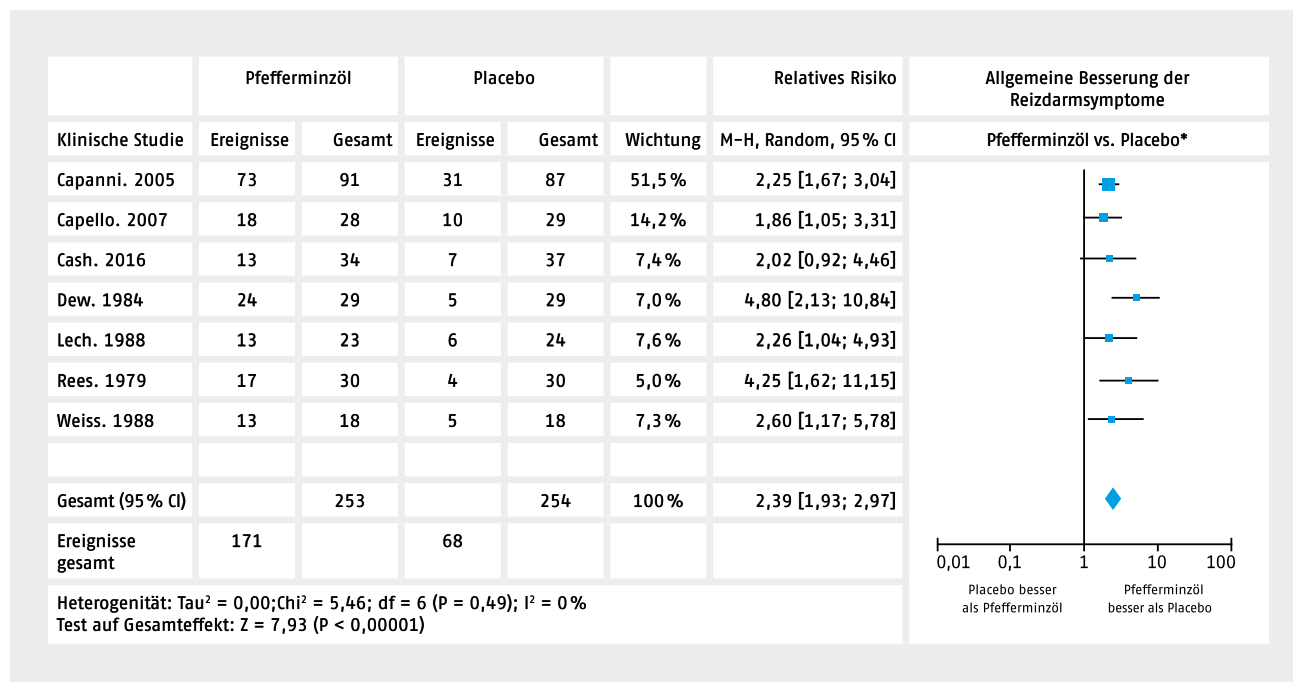 Pfefferminzöl Placebo Relatives Risiko Allgemeine Besserung der
Reizdarmsymptome
Klinische Studie Ereignisse Gesamt Ereignisse Gesamt Wichtung M-H, Random, 95 % CI Pfefferminzöl vs. Placebo*
Capanni. 2005 73 91 31 87 51,5 % 2,25 [1,67; 3,04]
Capello. 2007 18 28 10 29 14,2 % 1,86 [1,05; 3,31]
Cash. 2016 13 34 7 37 7,4 % 2,02 [0,92; 4,46]
Dew. 1984 24 29 5 29 7,0 % 4,80 [2,13; 10,84]
Lech. 1988 13 23 6 24 7,6 % 2,26 [1,04; 4,93]
Rees. 1979 17 30 4 30 5,0 % 4,25 [1,62; 11,15]
Weiss. 1988 13 18 5 18 7,3 % 2,60 [1,17; 5,78]
Gesamt (95 % CI) 253 254 100 % 2,39 [1,93; 2,97]
Ereignisse 171 68
gesamt
Heterogenität: Tau² = 0,00;Chi² = 5,46; df = 6 (P = 0,49); I² = 0 %
Test auf Gesamteffekt: Z = 7,93 (P < 0,00001)
0,01 0,1 1 10 100
Placebo besser Pfefferminzöl
als Pfefferminzöl besser als Placebo